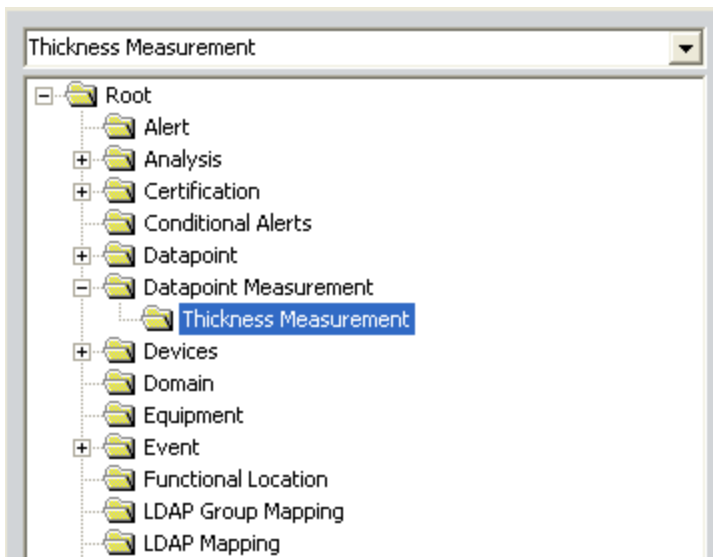 Thickness Measurement
Root
Alert
Analysis
Certification
Conditional Alerts
Datapoint
Datapoint Measurement
Thickness Measurement
Devices
Domain
Equipment
Event
Functional Location
LDAP Group Mapping
LDAP Mapping